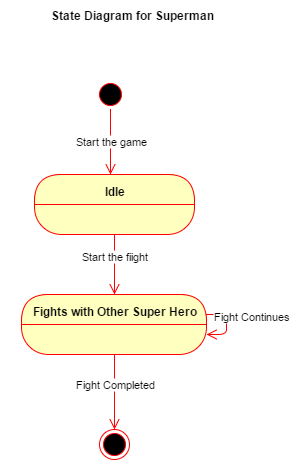 State Diagram for Superman
Start the game
Idle
Start the fiight
Fights with Other Super Hero
Fight Continues
Fight Completed